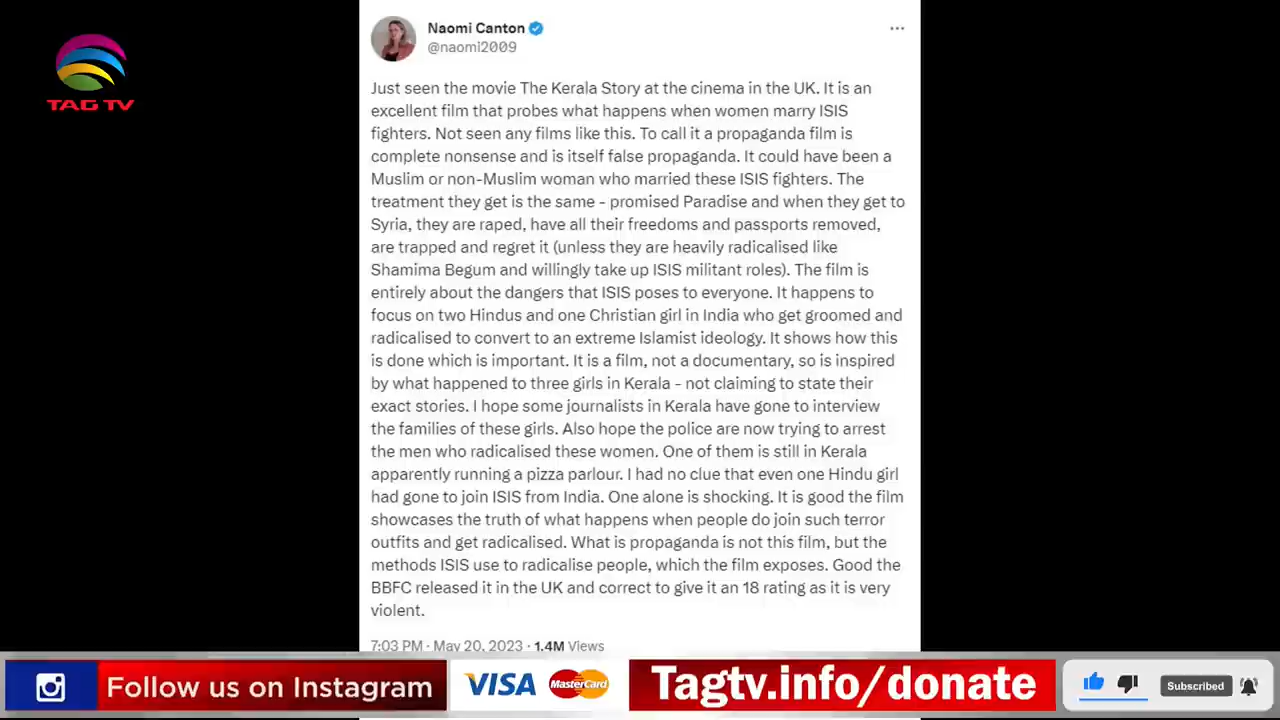 TAG TV
Naomi Canton
@naomi2009
Just seen the movie The Kerala Story at the cinema in the UK. It is an
excellent film that probes what happens when women marry ISIS
fighters. Not seen any films like this. To call it a propaganda film is
complete nonsense and is itself false propaganda. It could have been a
Muslim or non-Muslim woman who married these ISIS fighters. The
treatment they get is the same - promised Paradise and when they get to
Syria, they are raped, have all their freedoms and passports removed,
are trapped and regret it (unless they are heavily radicalised like
Shamima Begum and willingly take up ISIS militant roles). The film is
entirely about the dangers that ISIS poses to everyone. It happens to
focus on two Hindus and one Christian girl in India who get groomed and
radicalised to convert to an extreme Islamist ideology. It shows how this
is done which is important. It is a film, not a documentary, so is inspired
by what happened to three girls in Kerala - not claiming to state their
exact stories. I hope some journalists in Kerala have gone to interview
the families of these girls. Also hope the police are now trying to arrest
the men who radicalised these women. One of them is still in Kerala
apparently running a pizza parlour. I had no clue that even one Hindu girl
had gone to join ISIS from India. One alone is shocking. It is good the film
showcases the truth of what happens when people do join such terror
outfits and get radicalised. What is propaganda is not this film, but the
methods ISIS use to radicalise people, which the film exposes. Good the
BBFC released it in the UK and correct to give it an 18 rating as it is very
violent.
7:03 PM · May 20, 2023 · 1.4M Views
Follow us on Instagram
VISA
MasterCard
Tagtv.info/donate
Subscribed